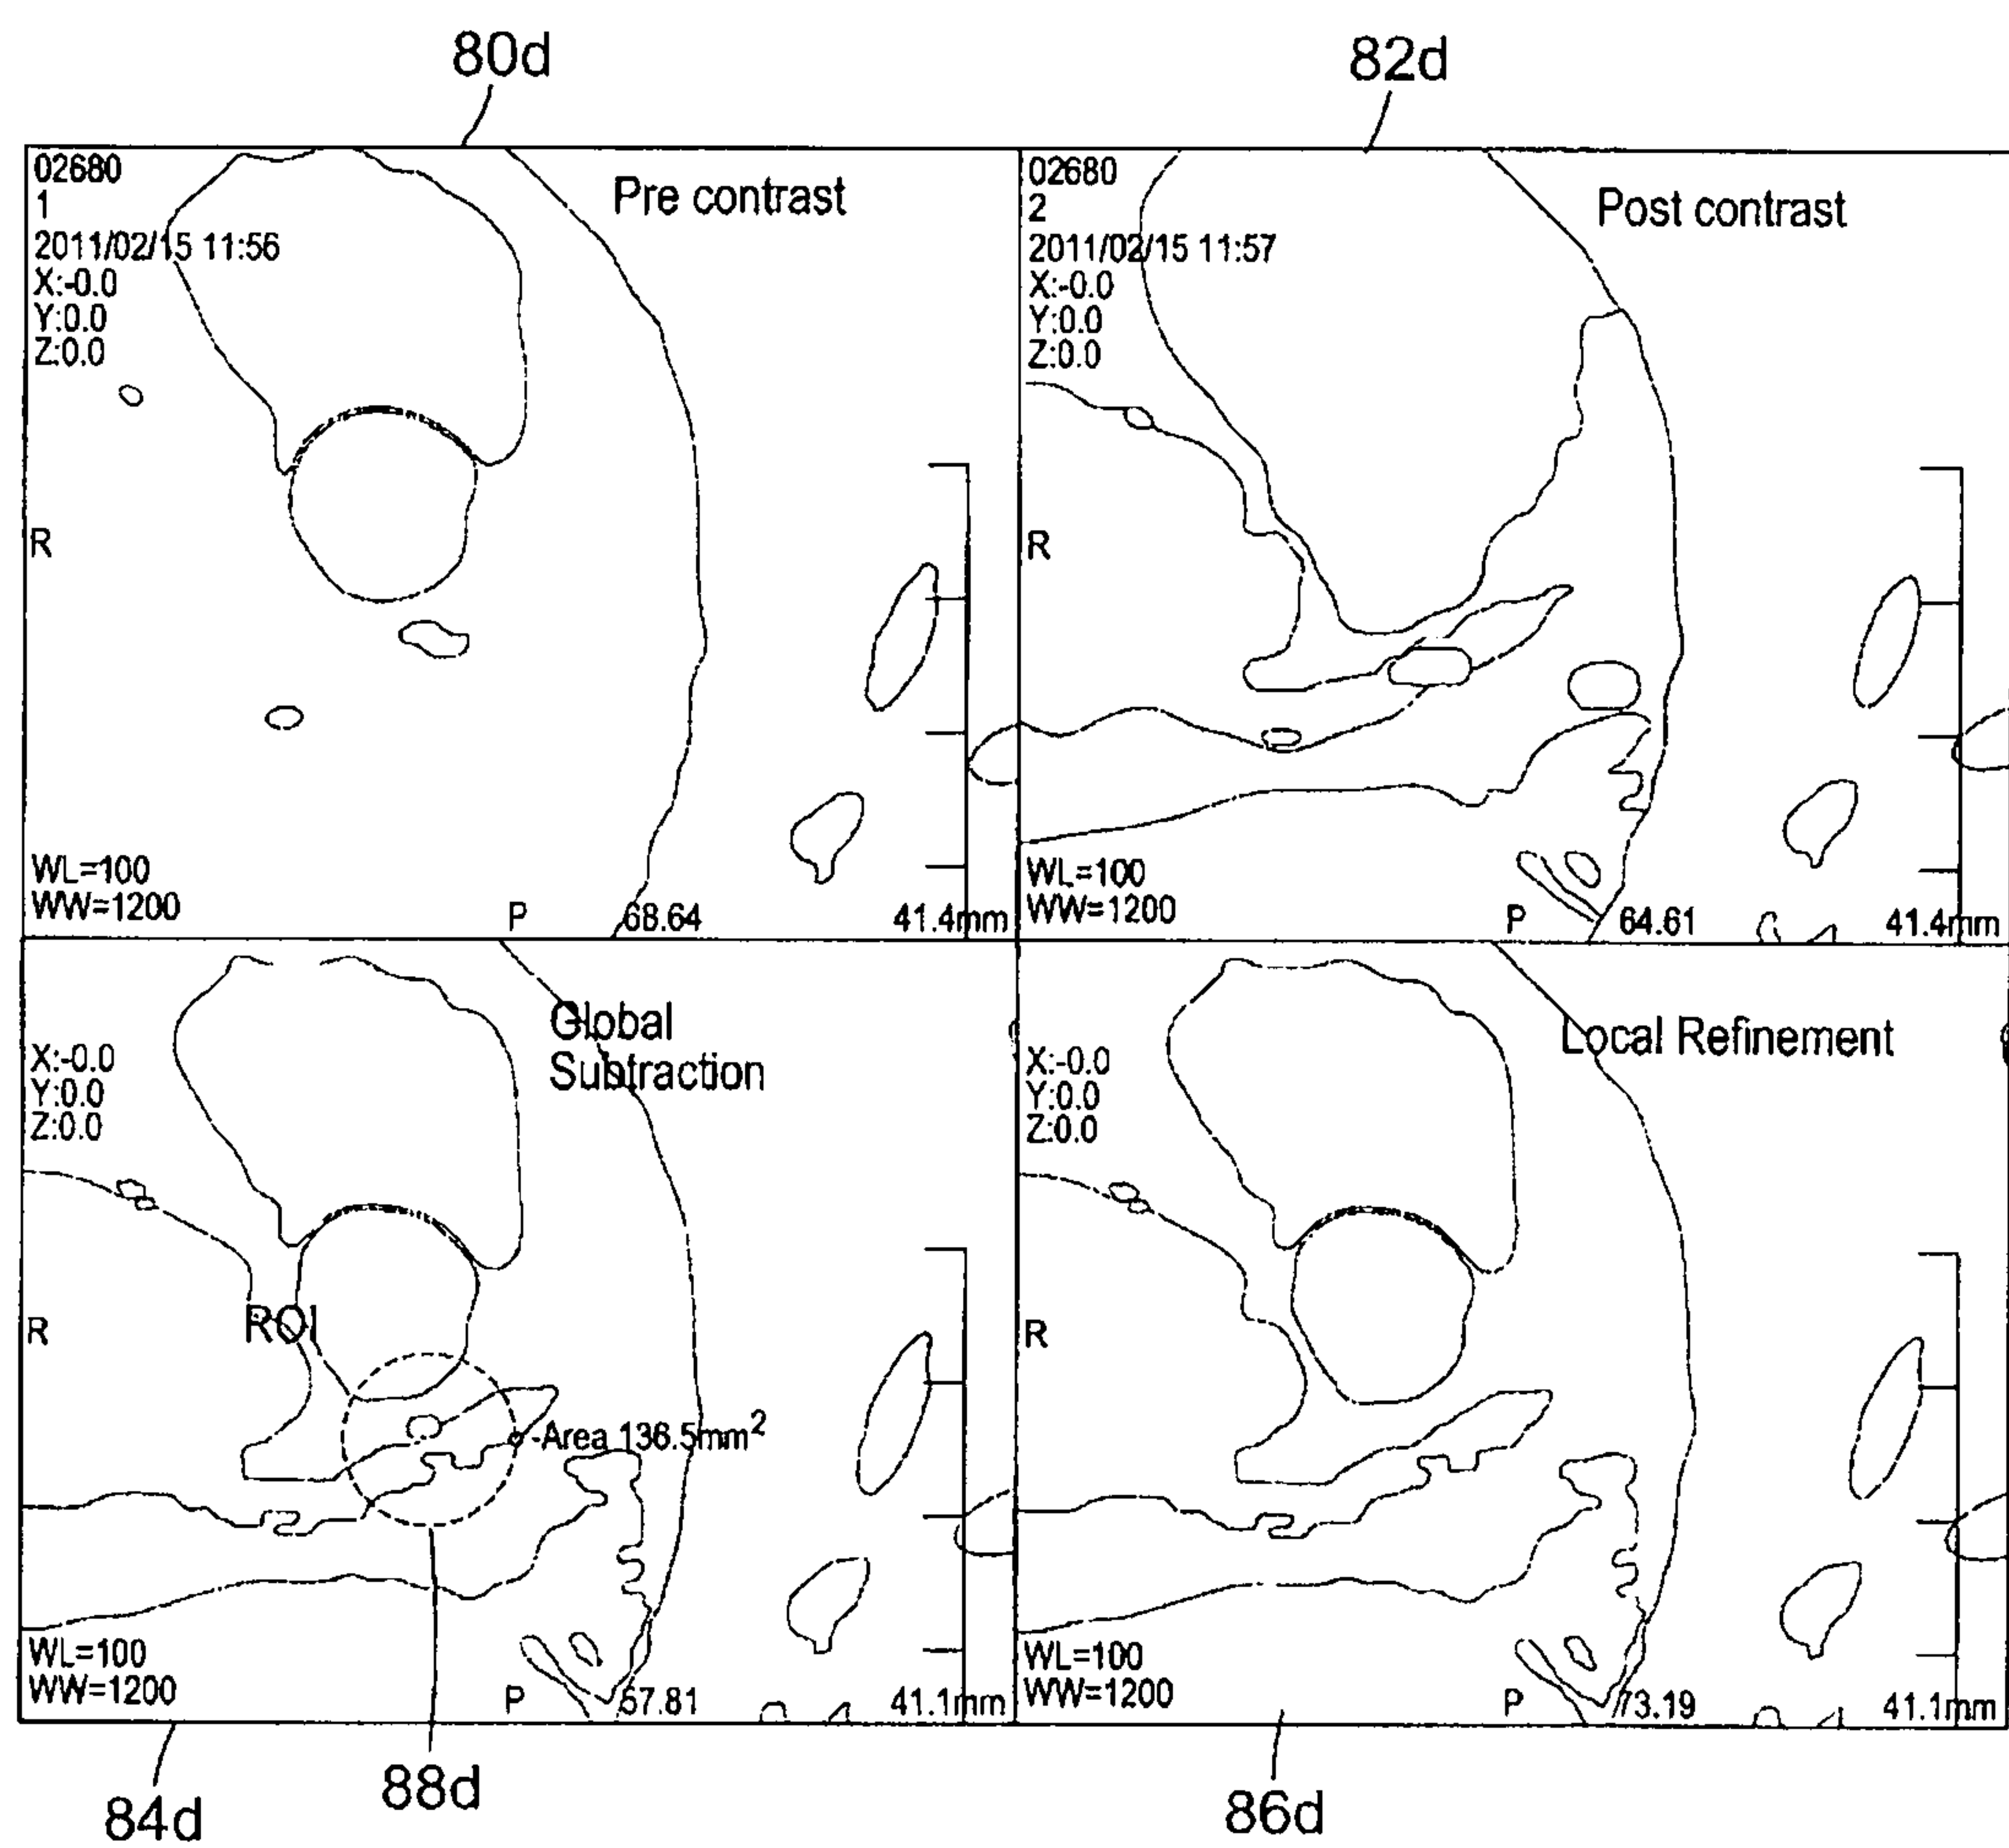 80d
82d
02680
1
2011/02/15 11:56
X:-0.0
Y:0.0
Z:0.0
Pre contrast
R
WL=100
WW=1200
P
68.64
41.4mm
02680
2
2011/02/15 11:57
X:-0.0
Y:0.0
Z:0.0
Post contrast
R
WL=100
WW=1200
P
64.61
41.4mm
Global
Subtraction
X:-0.0
Y:0.0
Z:0.0
ROI
R
Area 136.5mm²
WL=100
WW=1200
P
57.81
41.1mm
Local Refinement
X:-0.0
Y:0.0
Z:0.0
R
WL=100
WW=1200
P
73.19
41.1mm
84d
88d
86d